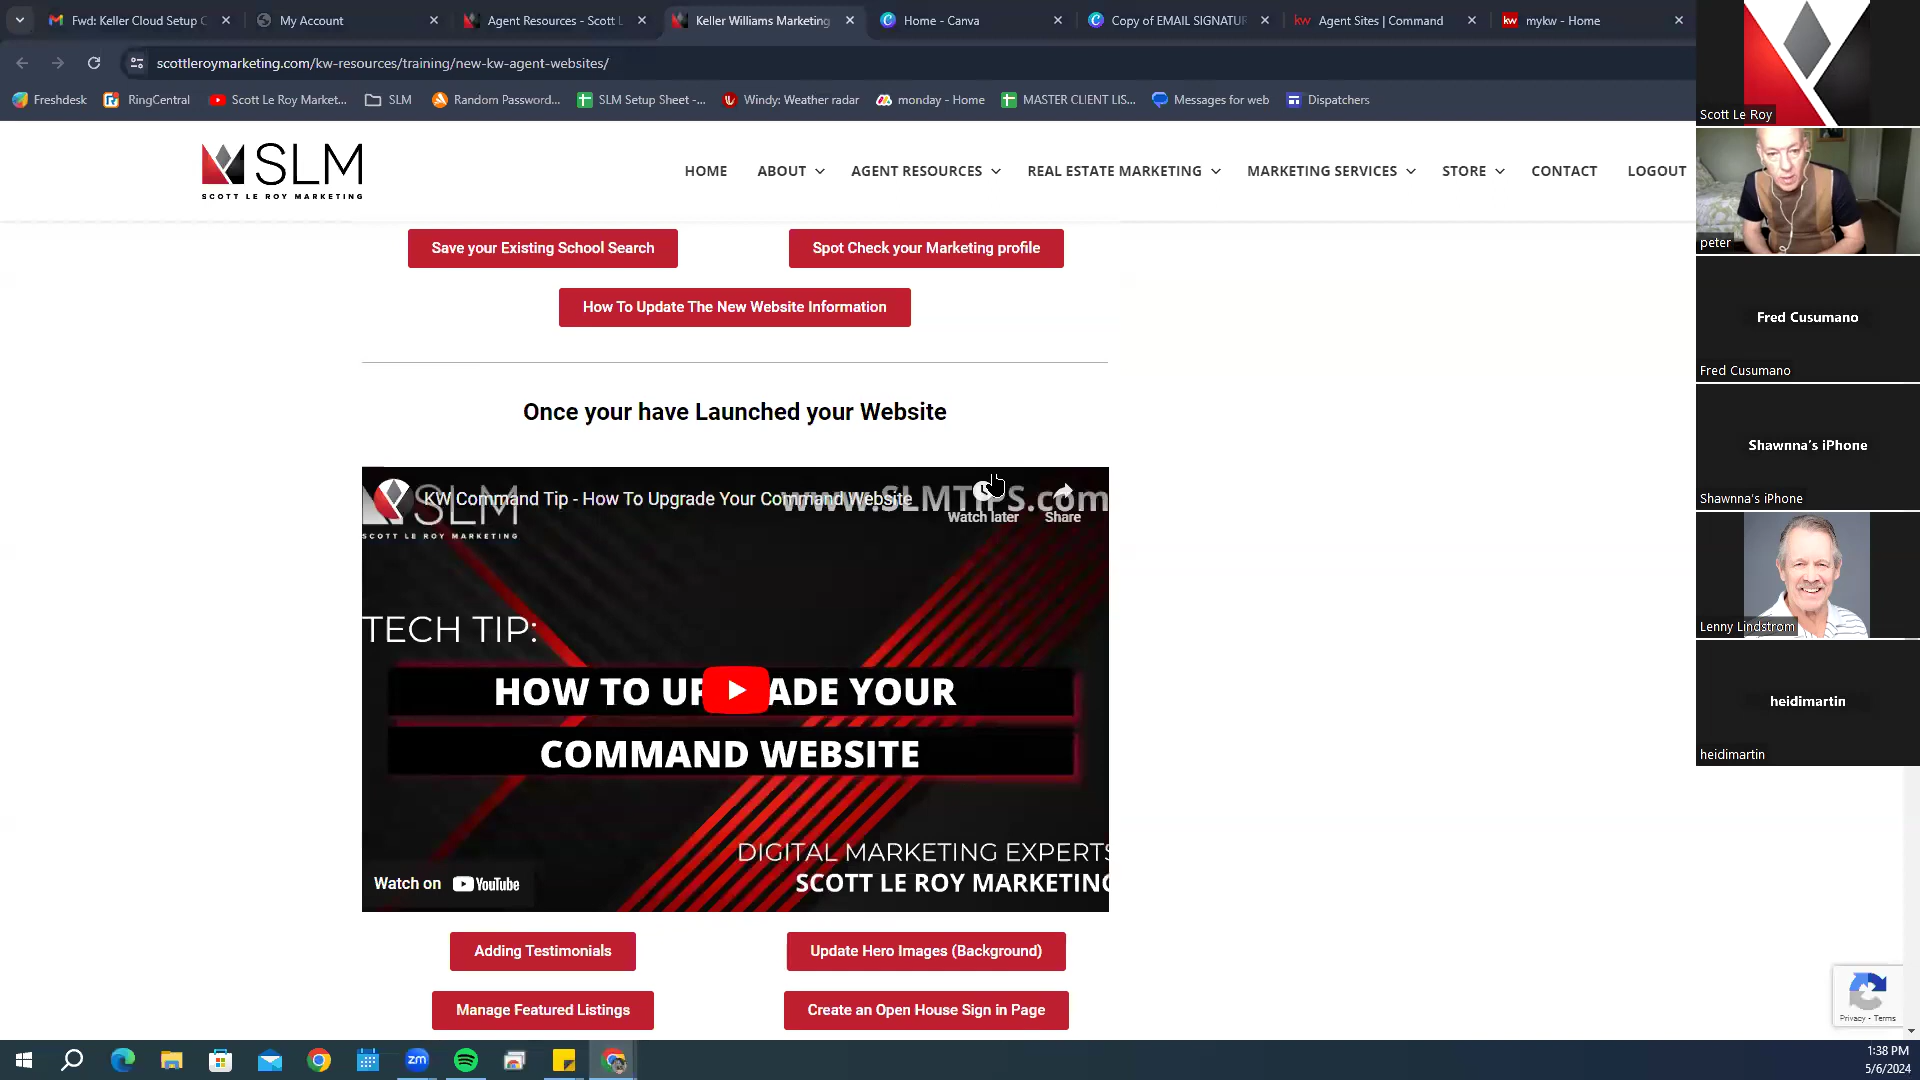 Fwd: Keller Cloud Setup C
My Account
Agent Resources - Scott L
Keller Williams Marketing
Home - Canva
Copy of EMAIL SIGNATUR
kw Agent Sites | Command
kw mykw - Home
scottleroymarketing.com/kw-resources/training/new-kw-agent-websites/
Freshdesk
RingCentral
Scott Le Roy Market...
SLM
Random Password...
SLM Setup Sheet -...
Windy: Weather radar
monday - Home
MASTER CLIENT LIS...
Messages for web
Dispatchers
SLM
SCOTT LE ROY MARKETING
HOME
ABOUT
AGENT RESOURCES
REAL ESTATE MARKETING
MARKETING SERVICES
STORE
CONTACT
LOGOUT
Save your Existing School Search
Spot Check your Marketing profile
How To Update The New Website Information
Once your have Launched your Website
KW Command Tip - How To Upgrade Your Command Website
www.SLMTIPS.com
Watch later
Share
SLM
SCOTT LE ROY MARKETING
TECH TIP:
HOW TO UP ADE YOUR
COMMAND WEBSITE
DIGITAL MARKETING EXPERTS
SCOTT LE ROY MARKETING
Watch on YouTube
Adding Testimonials
Update Hero Images (Background)
Manage Featured Listings
Create an Open House Sign in Page
Scott Le Roy
peter
Fred Cusumano
Fred Cusumano
Shawnna's iPhone
Shawnna's iPhone
Lenny Lindstrom
heidimartin
heidimartin
Privacy - Terms
zm
1:38 PM
5/6/2024